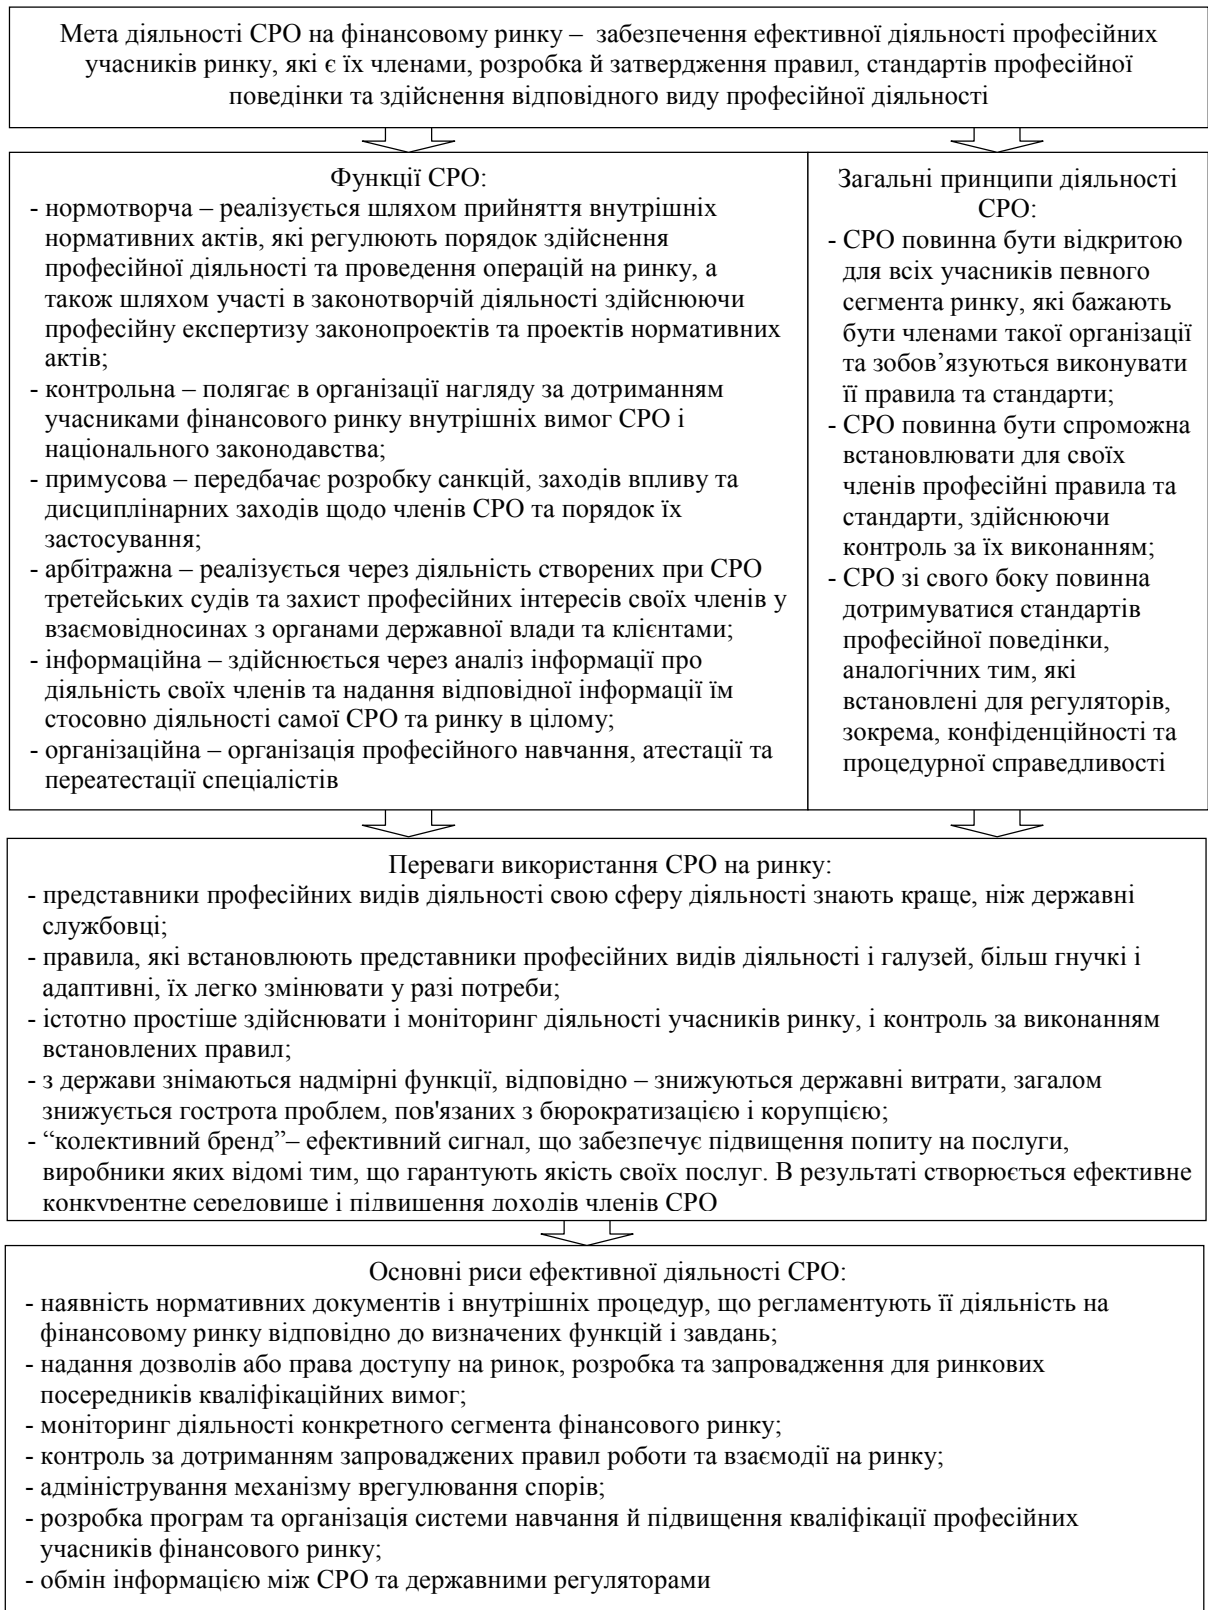 Мета діяльності СРО на фінансовому ринку – забезпечення ефективної діяльності професійних
учасників ринку, які є їх членами, розробка й затвердження правил, стандартів професійної
поведінки та здійснення відповідного виду професійної діяльності
Функції СРО:
- нормотворча – реалізується шляхом прийняття внутрішніх
нормативних актів, які регулюють порядок здійснення
професійної діяльності та проведення операцій на ринку, а
також шляхом участі в законотворчій діяльності здійснюючи
професійну експертизу законопроектів та проектів нормативних
актів;
- контрольна – полягає в організації нагляду за дотриманням
учасниками фінансового ринку внутрішніх вимог СРО і
національного законодавства;
- примусова – передбачає розробку санкцій, заходів впливу та
дисциплінарних заходів щодо членів СРО та порядок їх
застосування;
- арбітражна – реалізується через діяльність створених при СРО
третейських судів та захист професійних інтересів своїх членів у
взаємовідносинах з органами державної влади та клієнтами;
- інформаційна – здійснюється через аналіз інформації про
діяльність своїх членів та надання відповідної інформації їм
стосовно діяльності самої СРО та ринку в цілому;
- організаційна – організація професійного навчання, атестації та
переатестації спеціалістів
Загальні принципи діяльності
СРО:
- СРО повинна бути відкритою
для всіх учасників певного
сегмента ринку, які бажають
бути членами такої організації
та зобов’язуються виконувати
її правила та стандарти;
- СРО повинна бути спроможна
встановлювати для своїх
членів професійні правила та
стандарти, здійснюючи
контроль за їх виконанням;
- СРО зі свого боку повинна
дотримуватися стандартів
професійної поведінки,
аналогічних тим, які
встановлені для регуляторів,
зокрема, конфіденційності та
процедурної справедливості
Переваги використання СРО на ринку:
- представники професійних видів діяльності свою сферу діяльності знають краще, ніж державні
службовці;
- правила, які встановлюють представники професійних видів діяльності і галузей, більш гнучкі і
адаптивні, їх легко змінювати у разі потреби;
- істотно простіше здійснювати і моніторинг діяльності учасників ринку, і контроль за виконанням
встановлених правил;
- з держави знімаються надмірні функції, відповідно – знижуються державні витрати, загалом
знижується гострота проблем, пов'язаних з бюрократизацією і корупцією;
- “колективний бренд”– ефективний сигнал, що забезпечує підвищення попиту на послуги,
виробники яких відомі тим, що гарантують якість своїх послуг. В результаті створюється ефективне
конкурентне середовище і підвищення доходів членів СРО
Основні риси ефективної діяльності СРО:
- наявність нормативних документів і внутрішніх процедур, що регламентують її діяльність на
фінансовому ринку відповідно до визначених функцій і завдань;
- надання дозволів або права доступу на ринок, розробка та запровадження для ринкових
посередників кваліфікаційних вимог;
- моніторинг діяльності конкретного сегмента фінансового ринку;
- контроль за дотриманням запроваджених правил роботи та взаємодії на ринку;
- адміністрування механізму врегулювання спорів;
- розробка програм та організація системи навчання й підвищення кваліфікації професійних
учасників фінансового ринку;
- обмін інформацією між СРО та державними регуляторами